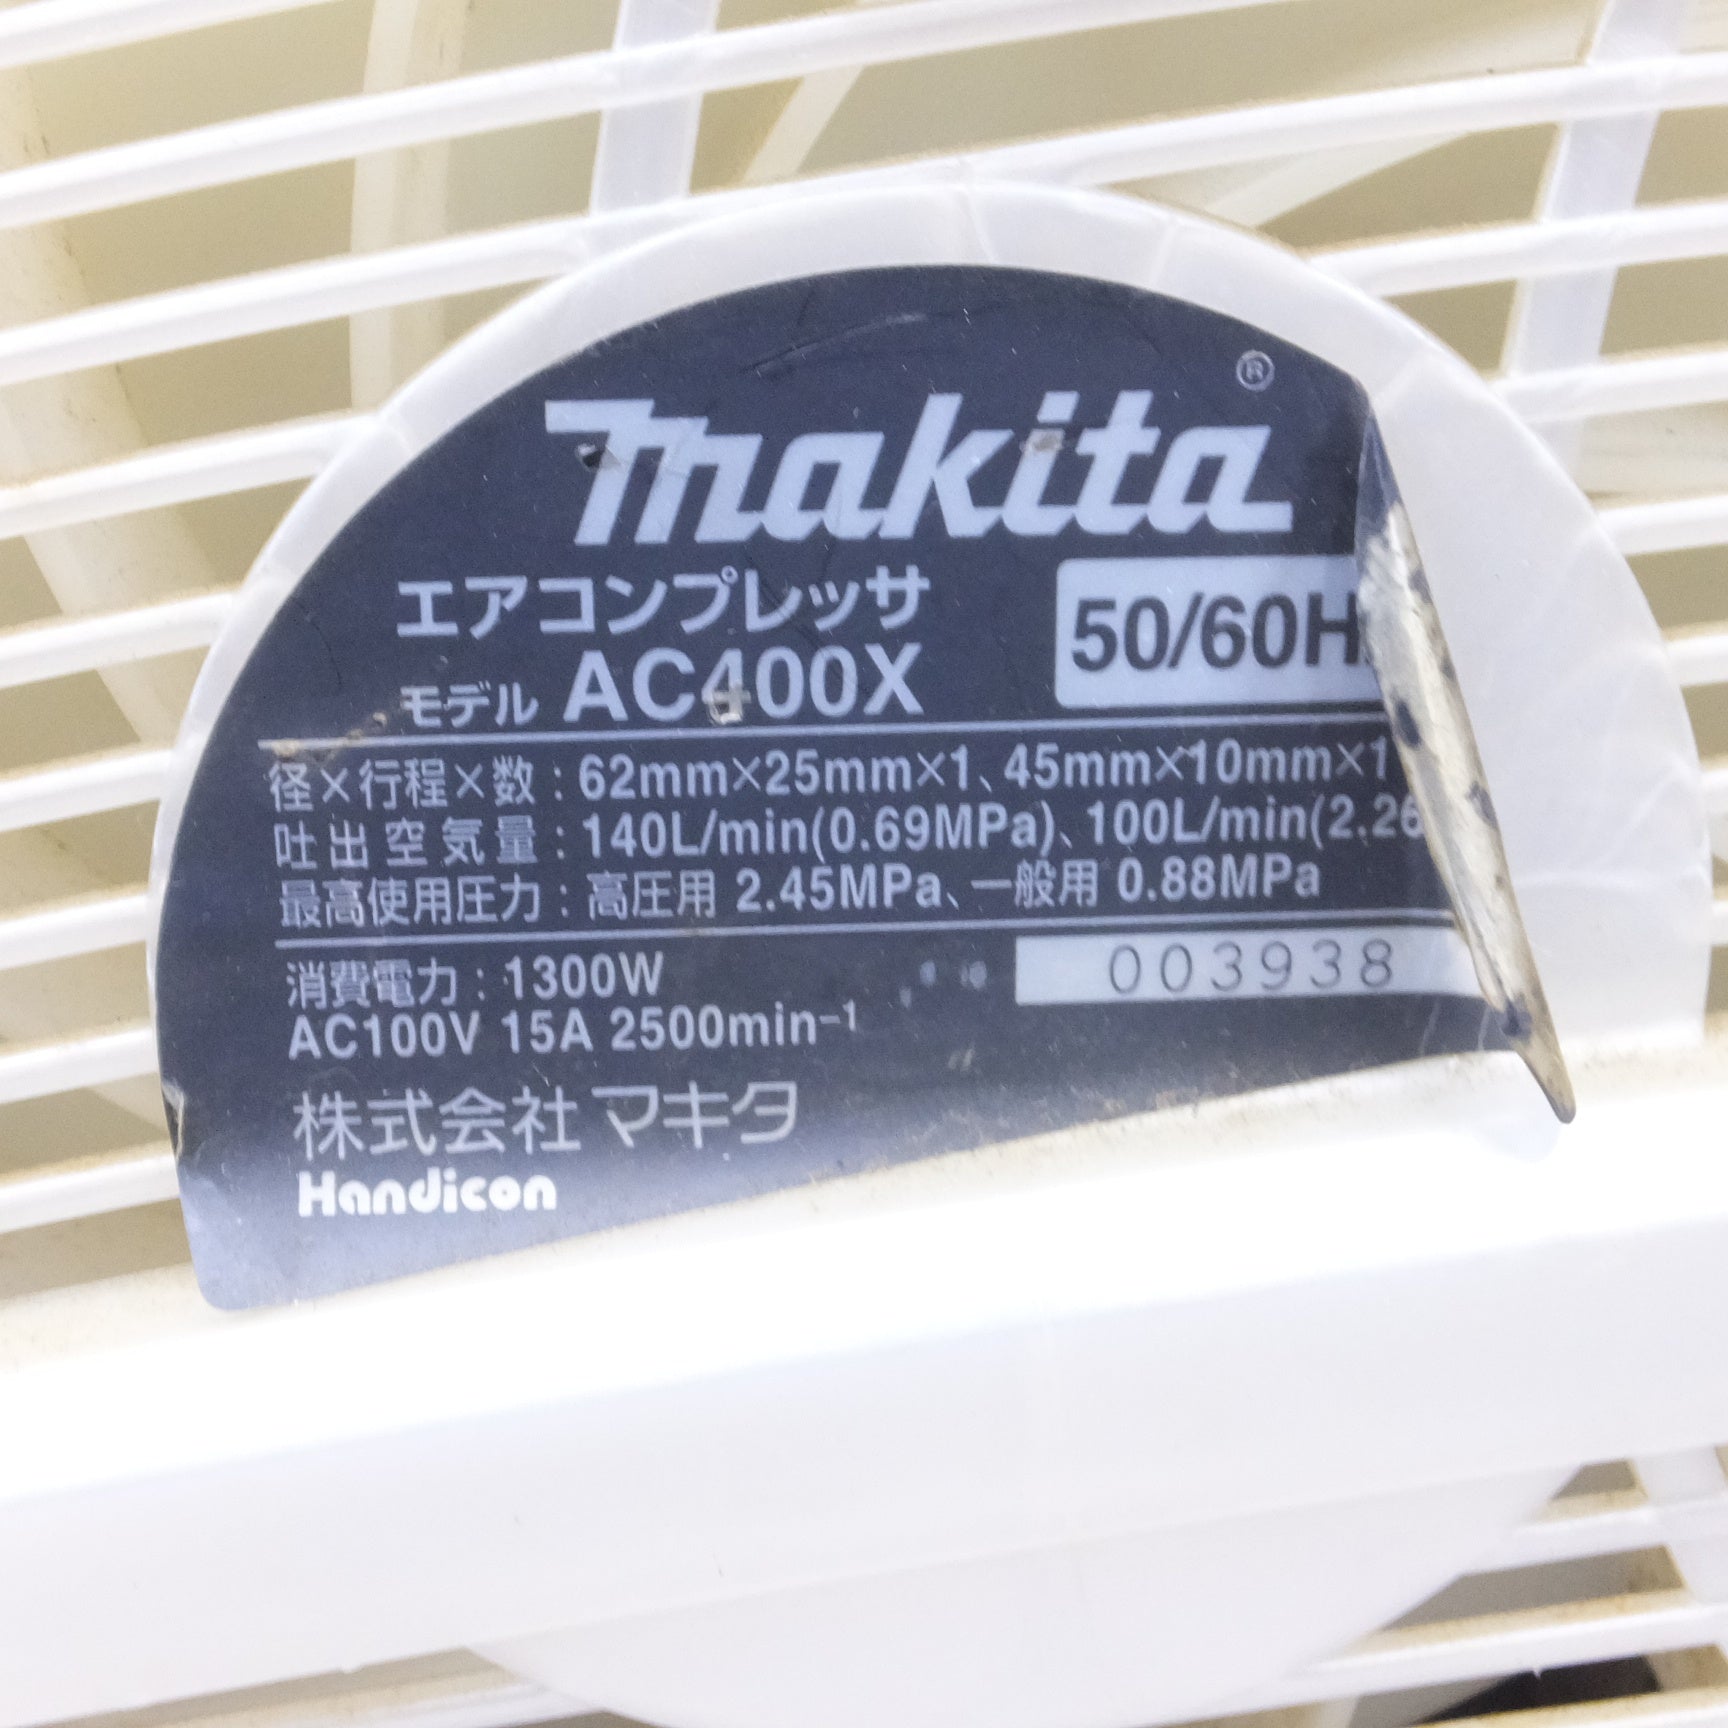 makita®
エアコンプレッサ
モデル AC400X
50/60H
径×行程×数：62mm×25mm×1、45mm×10mm×1
吐出空気量：140L/min(0.69MPa)、100L/min(2.26
最高使用圧力：高圧用 2.45MPa、一般用 0.88MPa
消費電力：1300W
003938
AC100V 15A 2500min⁻¹
株式会社マキタ
Handicon